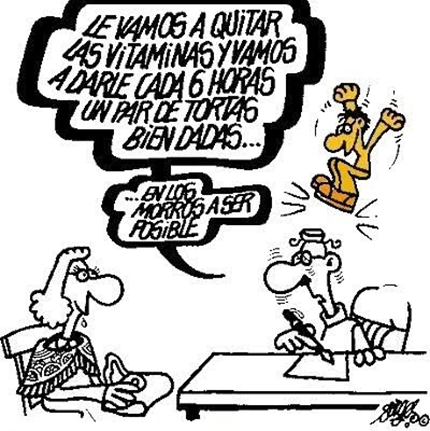 LE VAMOS A QUITAR
LAS VITAMINAS Y VAMOS
A DARLE CADA 6 HORAS
UN PAR DE TORTAS
BIEN DADAS...
...EN LOS
MORROS A SER
POSIBLE